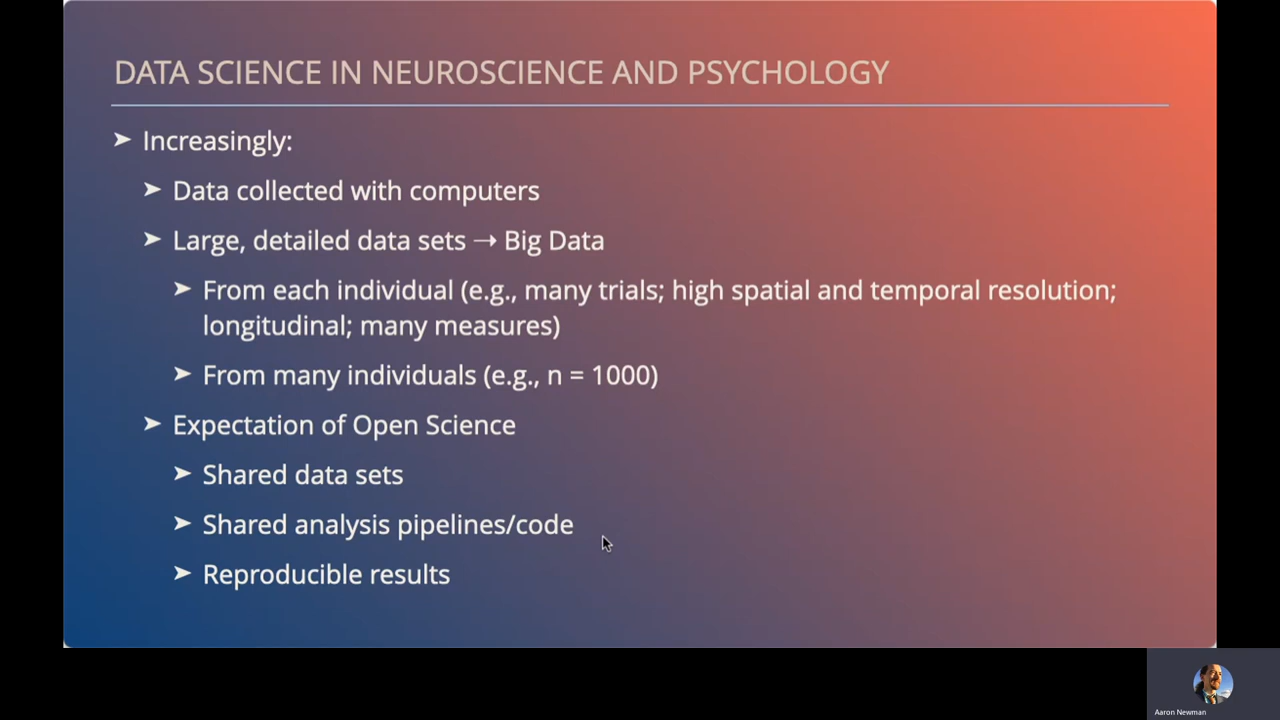 DATA SCIENCE IN NEUROSCIENCE AND PSYCHOLOGY
➤ Increasingly:
➤ Data collected with computers
➤ Large, detailed data sets → Big Data
➤ From each individual (e.g., many trials; high spatial and temporal resolution;
longitudinal; many measures)
➤ From many individuals (e.g., n = 1000)
➤ Expectation of Open Science
➤ Shared data sets
➤ Shared analysis pipelines/code
➤ Reproducible results
Aaron Newman